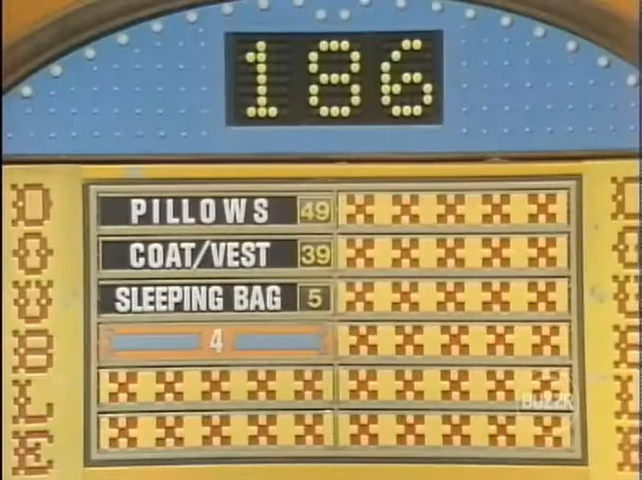 186
DOUBLE
PILLOWS 49
COAT/VEST 39
SLEEPING BAG 5
4
BUZZR
DOUBLE